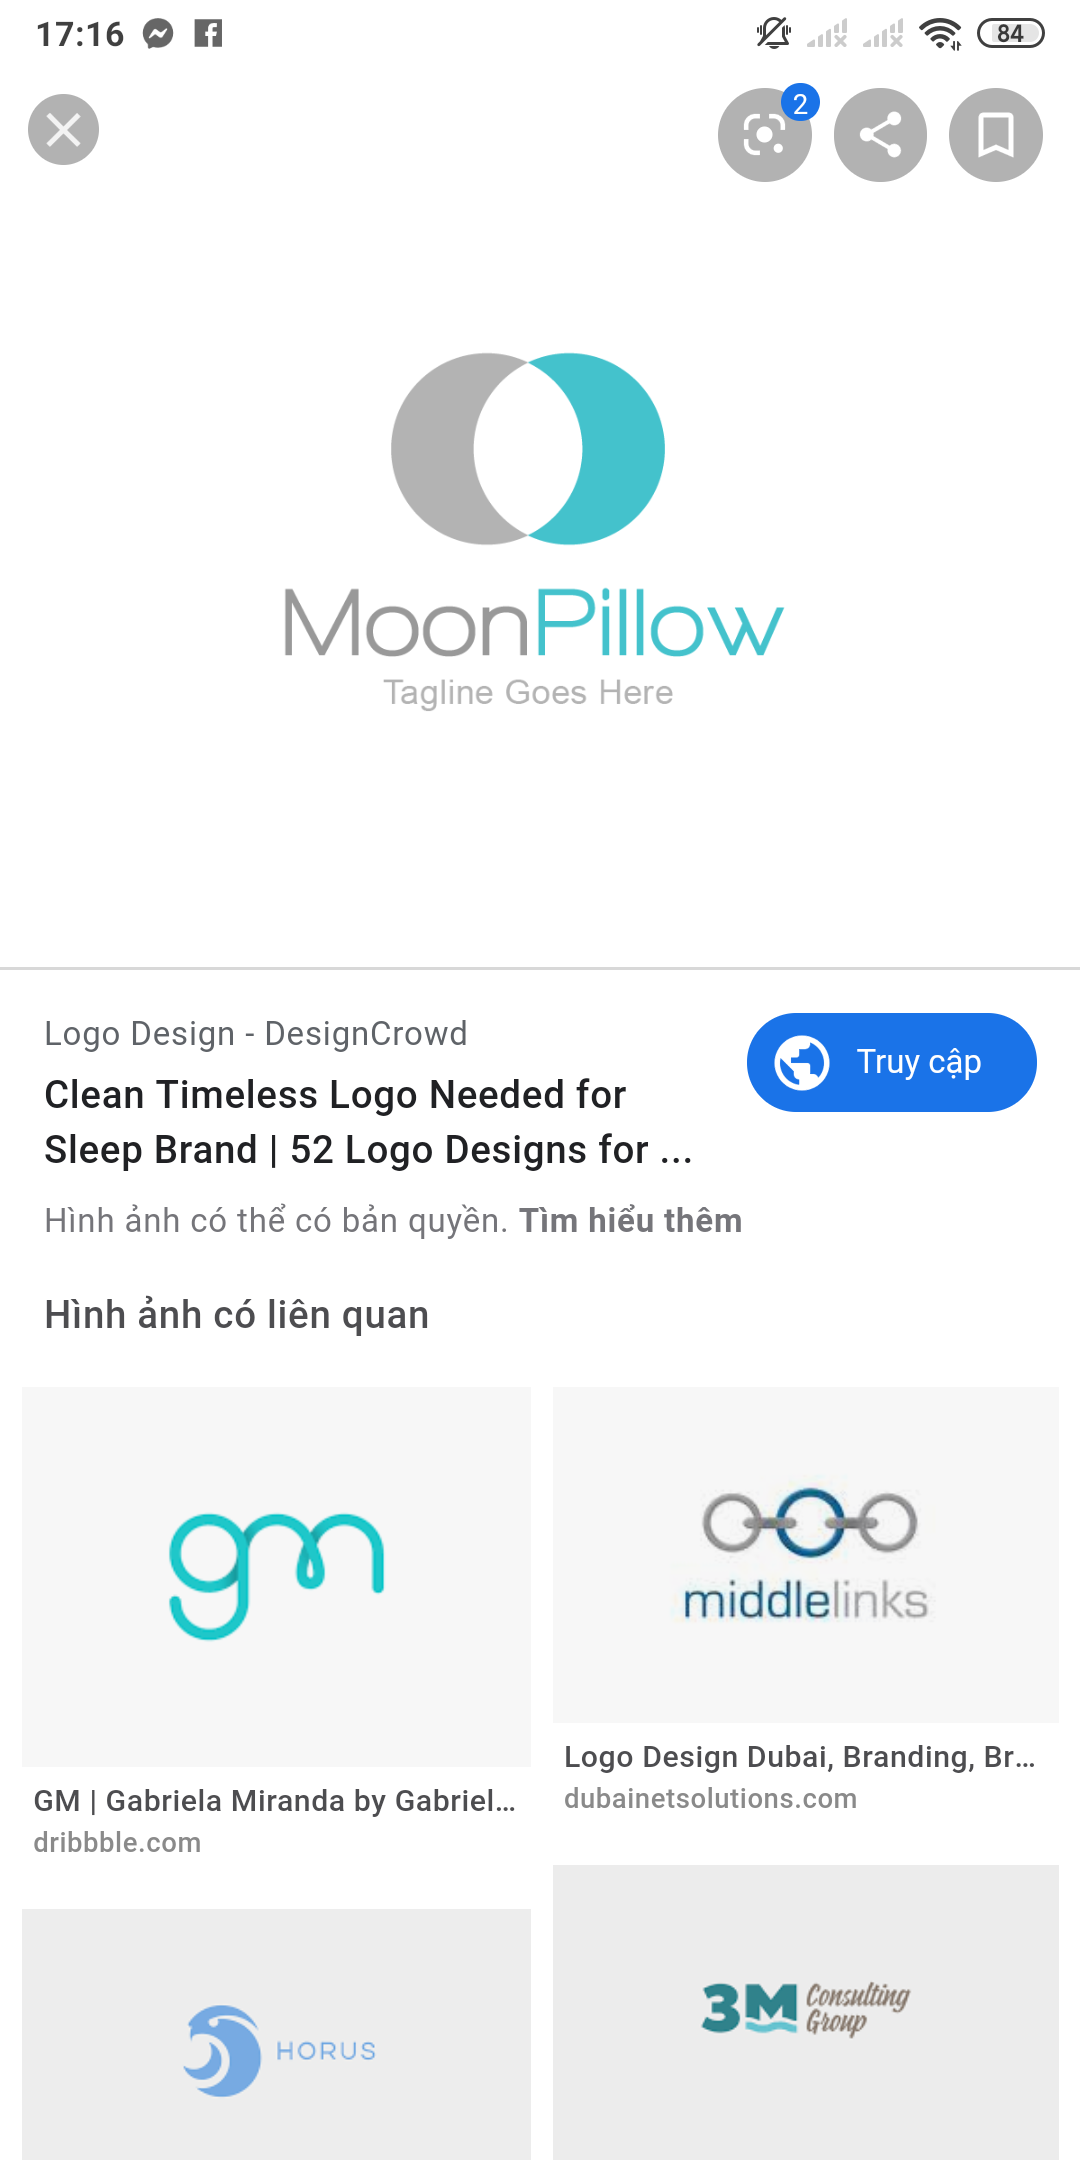 17:16
84
2
MoonPillow
Tagline Goes Here
Logo Design - DesignCrowd
Truy cập
Clean Timeless Logo Needed for
Sleep Brand | 52 Logo Designs for ...
Hình ảnh có thể có bản quyền. Tìm hiểu thêm
Hình ảnh có liên quan
gm
middlelinks
GM | Gabriela Miranda by Gabriel...
dribbble.com
Logo Design Dubai, Branding, Br...
dubainetsolutions.com
HORUS
3M Consulting
Group